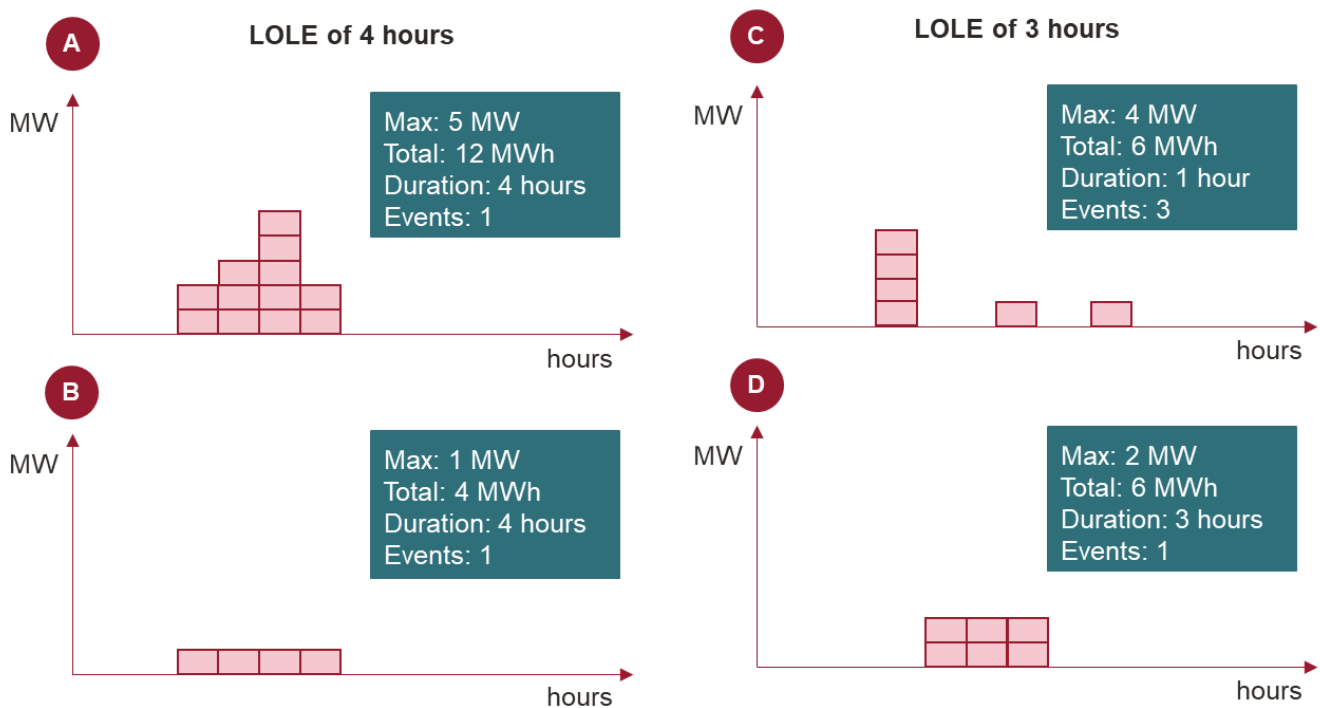 A
LOLE of 4 hours
MW
Max: 5 MW
Total: 12 MWh
Duration: 4 hours
Events: 1
hours
B
MW
Max: 1 MW
Total: 4 MWh
Duration: 4 hours
Events: 1
hours
C
LOLE of 3 hours
MW
Max: 4 MW
Total: 6 MWh
Duration: 1 hour
Events: 3
hours
D
MW
Max: 2 MW
Total: 6 MWh
Duration: 3 hours
Events: 1
hours